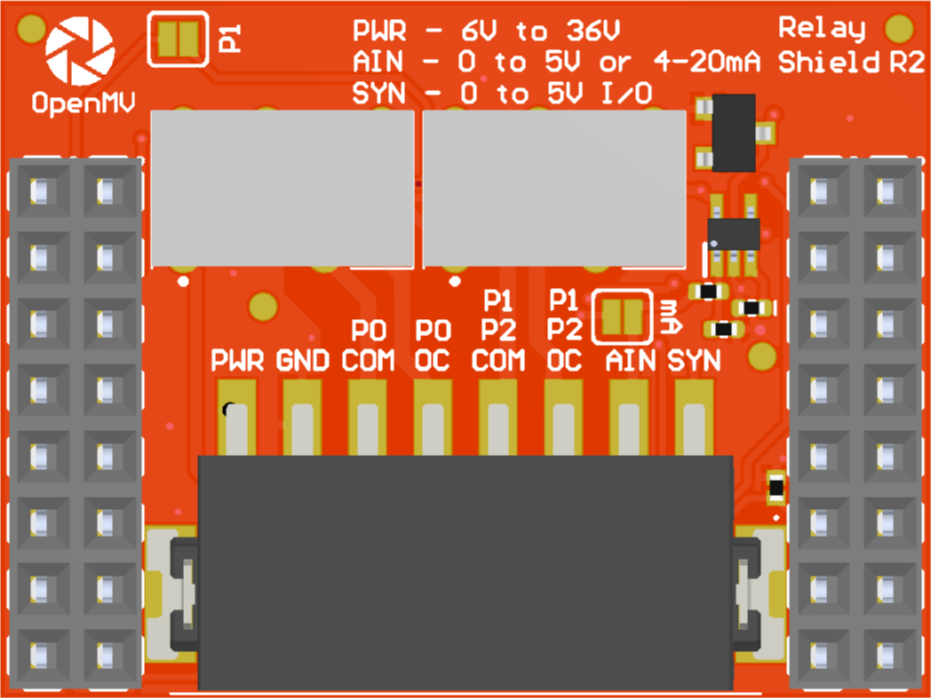 OpenMV
P1
PWR - 6V to 36V
AIN - 0 to 5V or 4-20mA
SYN - 0 to 5V I/O
Relay
Shield R2
mA
P1 P1
P0 P0 P2 P2
PWR GND COM OC COM OC AIN SYN